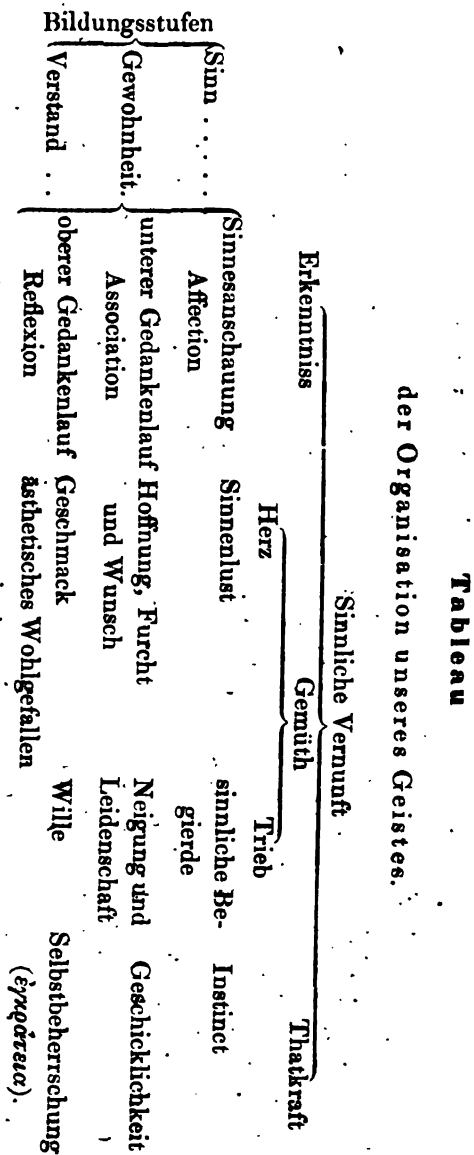 Tableau
der Organisation unseres Geistes.
Sinnliche Vernunft
Erkenntniss Gemüth Thatkraft
Herz Trieb
Bildungsstufen
Sinn . . . . . Sinnesanschauung Sinnenlust sinnliche Be- Instinct
Affection gierde
Gewohnheit. unterer Gedankenlauf Hoffnung, Furcht Neigung und Geschicklichkeit
Association und Wunsch Leidenschaft
Verstand . . oberer Gedankenlauf Geschmack Wille Selbstbeherrschung
Reflexion ästhetisches Wohlgefallen (ἐγκράτεια).